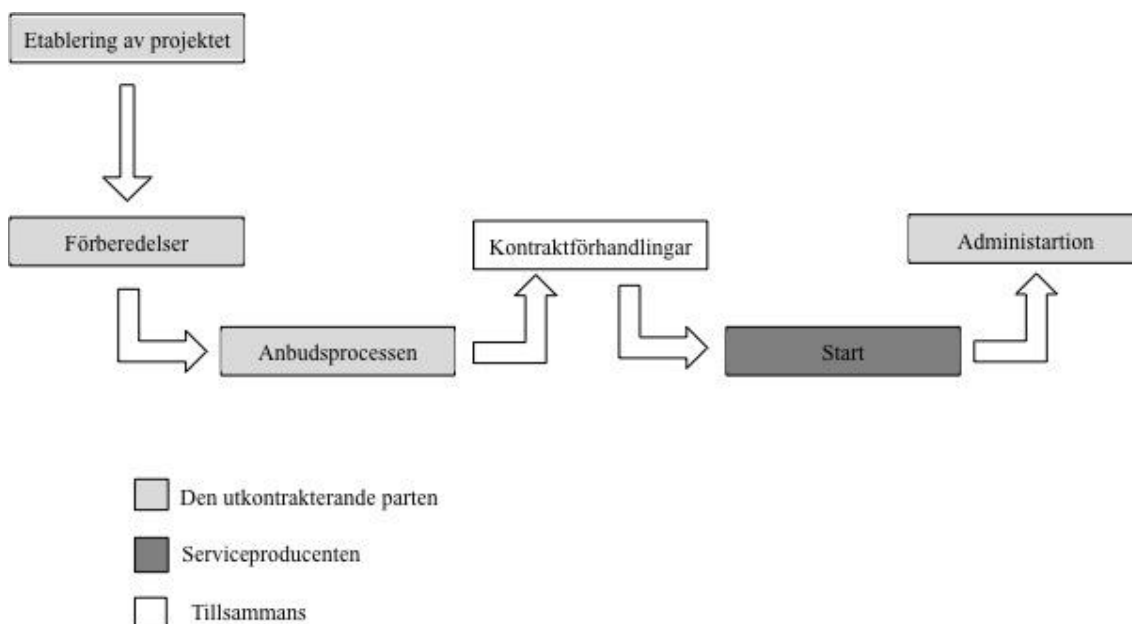 Etablering av projektet
Förberedelser
Anbudsprocessen
Kontraktförhandlingar
Start
Administartion
Den utkontrakterande parten
Serviceproducenten
Tillsammans